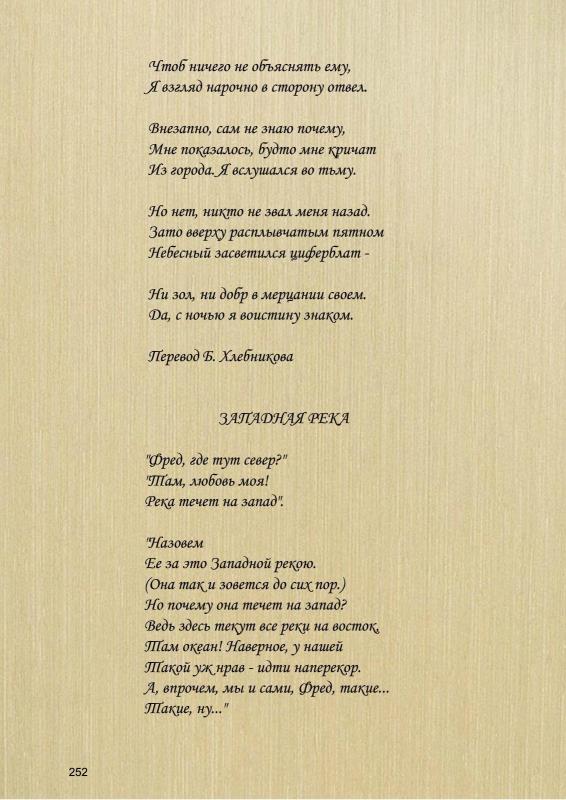 Чтоб ничего не объяснять ему,
Я взгляд нарочно в сторону отвел.
Внезапно, сам не знаю почему,
Мне показалось, будто мне кричат
Из города. Я вслушался во тьму.
Но нет, никто не звал меня назад.
Зато вверху расплывчатым пятном
Небесный засветился циферблат -
Ни зол, ни добр в мерцании своем.
Да, с ночью я воистину знаком.
Перевод Б. Хлебникова
ЗАПАДНАЯ РЕКА
"Фред, где тут север?"
"Там, любовь моя!
Река течет на запад".
"Назовем
Ее за это Западной рекою.
(Она так и зовется до сих пор.)
Но почему она течет на запад?
Ведь здесь текут все реки на восток,
Там океан! Наверное, у нашей
Такой уж нрав - идти наперекор.
А, впрочем, мы и сами, Фред, такие...
Такие, ну..."
252